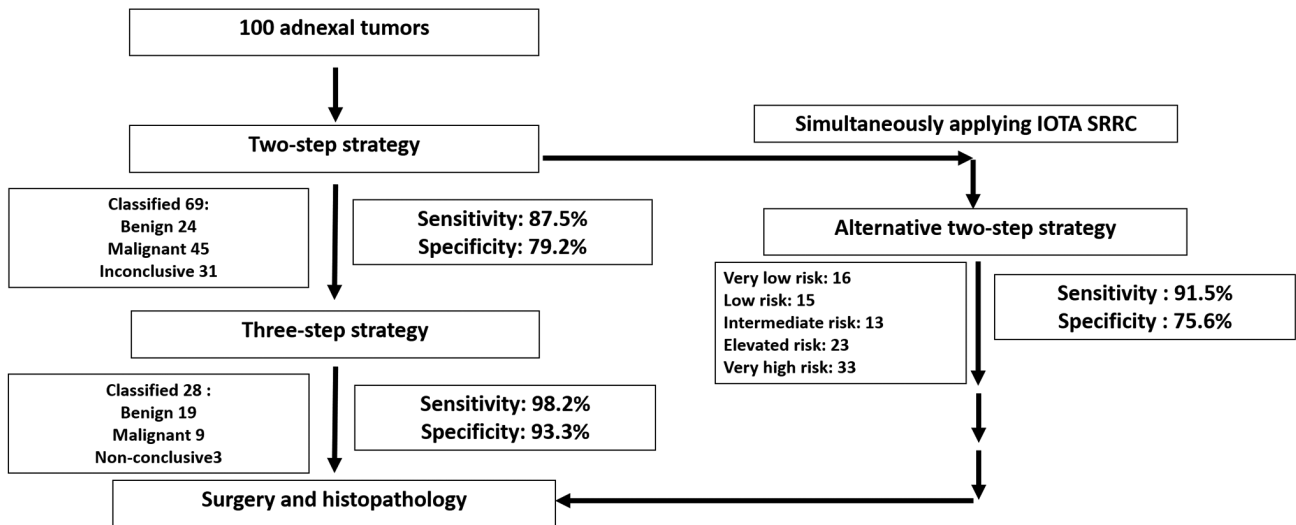 100 adnexal tumors
Two-step strategy
Classified 69:
Benign 24
Malignant 45
Inconclusive 31
Sensitivity: 87.5%
Specificity: 79.2%
Three-step strategy
Classified 28 :
Benign 19
Malignant 9
Non-conclusive3
Sensitivity: 98.2%
Specificity: 93.3%
Surgery and histopathology
Simultaneously applying IOTA SRRC
Alternative two-step strategy
Very low risk: 16
Low risk: 15
Intermediate risk: 13
Elevated risk: 23
Very high risk: 33
Sensitivity : 91.5%
Specificity : 75.6%